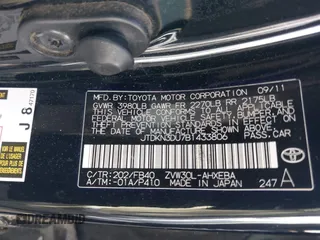 MFD. BY: TOYOTA MOTOR CORPORATION 09/11
GVWR 3980LB GAWR FR 2270LB RR 2175LB
THIS VEHICLE CONFORMS TO ALL APPLICABLE
FEDERAL MOTOR VEHICLE SAFETY, BUMPER, AND
THEFT PREVENTION STANDARDS IN EFFECT ON
THE DATE OF MANUFACTURE SHOWN ABOVE.
JTDKN3DU7B1433806 PASS. CAR
C/TR: 202/FB40 ZVW30L-AHXEBA
A/TM: -01A/P410 MADE IN JAPAN 247 A
TOYOTA
J 8